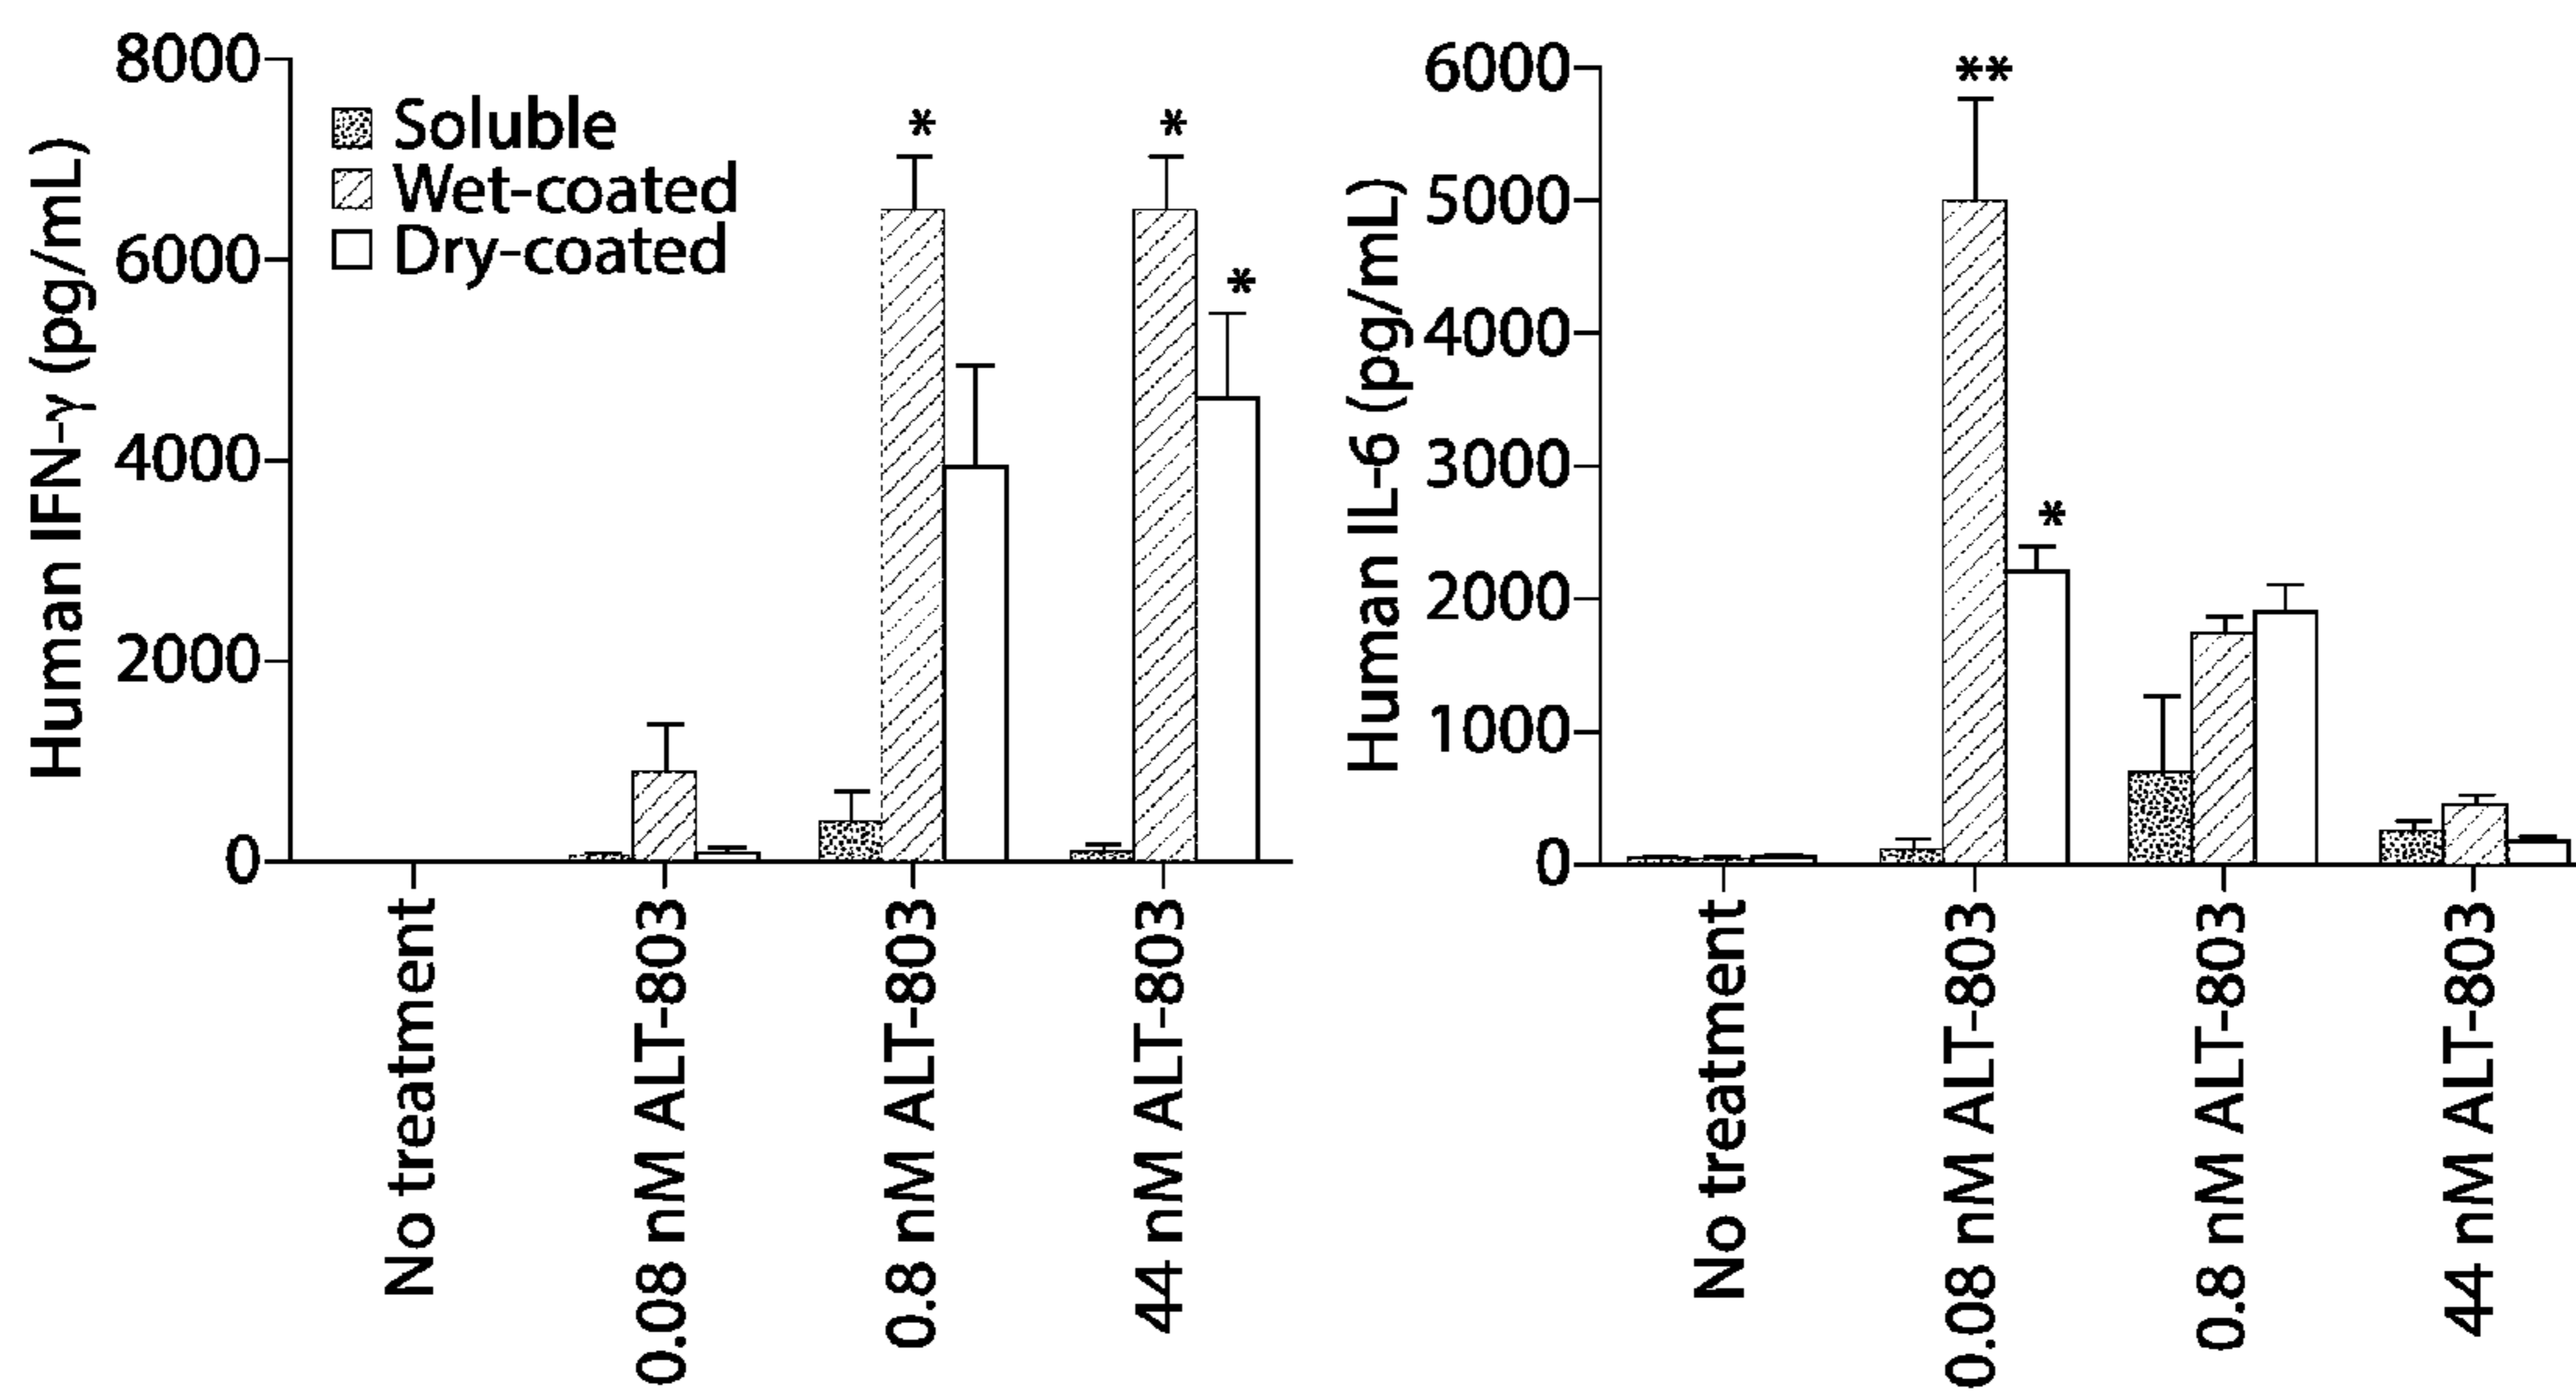 Human IFN-γ (pg/mL)
8000
6000
4000
2000
0
Soluble
Wet-coated
Dry-coated
*
*
*
No treatment
0.08 nM ALT-803
0.8 nM ALT-803
44 nM ALT-803
Human IL-6 (pg/mL)
6000
5000
4000
3000
2000
1000
0
**
*
No treatment
0.08 nM ALT-803
0.8 nM ALT-803
44 nM ALT-803